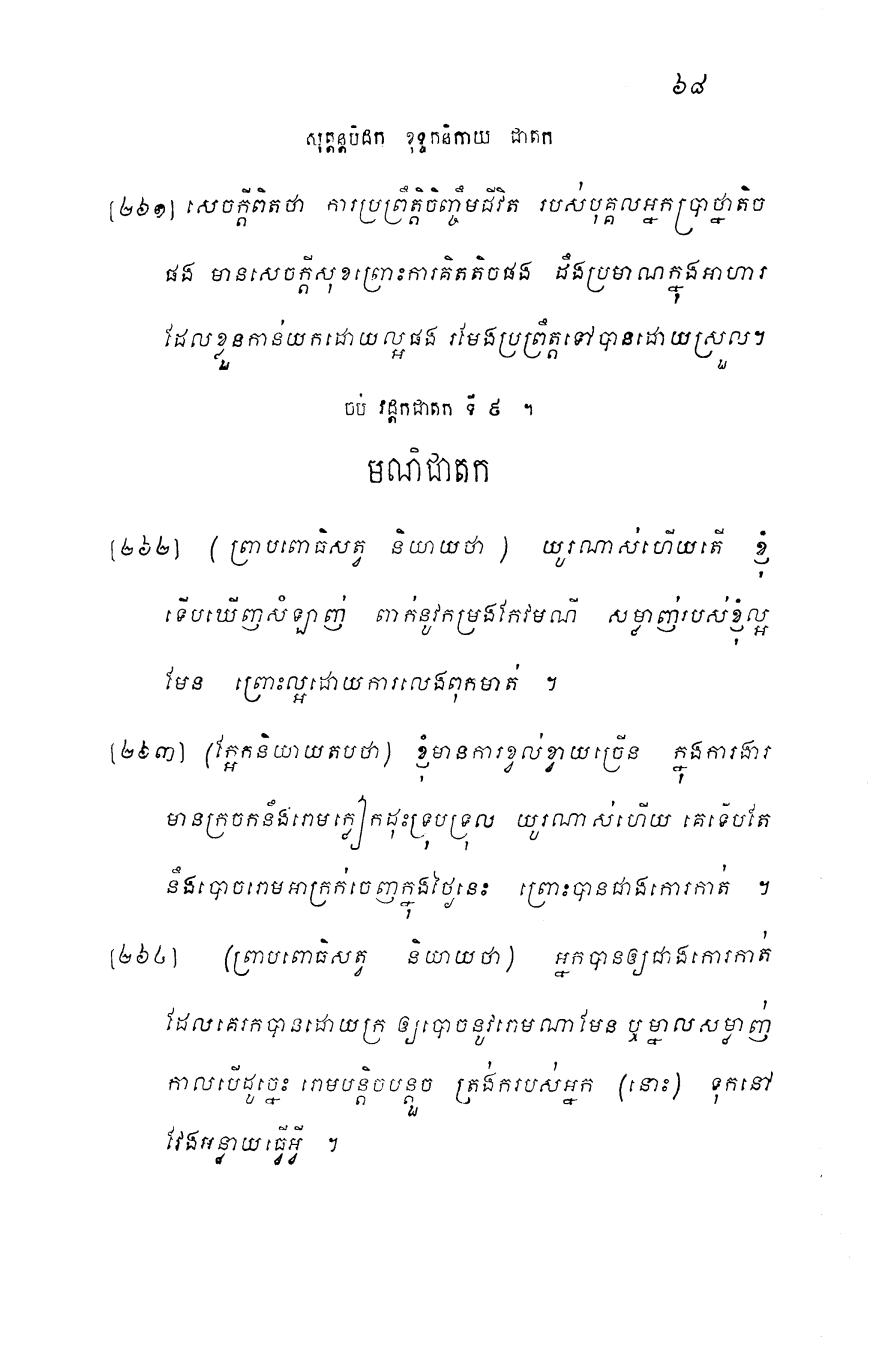 ៦៨
សុត្តន្តបិដក ខុទ្ទកនិកាយ ជាតក
[២៦១] សេចក្តីពិតថា ការប្រព្រឹត្តិចិញ្ចឹមជីវិត របស់បុគ្គលអ្នកប្រាថ្នាតិច
ផង មានសេចក្តីសុខព្រោះការគិតតិចផង ដឹងប្រមាណក្នុងអាហារ
ដែលខ្លួនកាន់យកដោយល្អផង រមែងប្រព្រឹត្តទៅបានដោយស្រួល។
ចប់ វដ្តកជាតក ទី ៩ ។
មណិជាតក
[២៦២] (ព្រាបពោធិសត្វ និយាយថា) យូរណាស់ហើយតើ ខ្ញុំ
ទើបឃើញសំឡាញ់ ពាក់នូវកម្រងកែវមណី សម្លាញ់របស់ខ្ញុំល្អ
មែន ព្រោះល្អដោយការលេងពុកមាត់ ។
[២៦៣] (ក្អែកនិយាយតបថា) ខ្ញុំមានការខ្វល់ខ្វាយច្រើន ក្នុងការងារ
មានក្រចកនឹងរោមក្លៀកដុះទ្រុបទ្រុល យូរណាស់ហើយ គេទើបតែ
នឹងបោចរោមអាក្រក់ចេញក្នុងថ្ងៃនេះ ព្រោះបានជាងកោរកាត់ ។
[២៦៤] (ព្រាបពោធិសត្វ និយាយថា) អ្នកបានឲ្យជាងកោរកាត់
ដែលគេរកបានដោយក្រ ឲ្យបោចនូវរោមណាមែន ឬម្នាលសម្លាញ់
កាលបើដូច្នេះ រោមបន្តិចបន្តួច ត្រង់ករបស់អ្នក (នោះ) ទុកនៅ
វែងអន្លាយធ្វើអ្វី ។